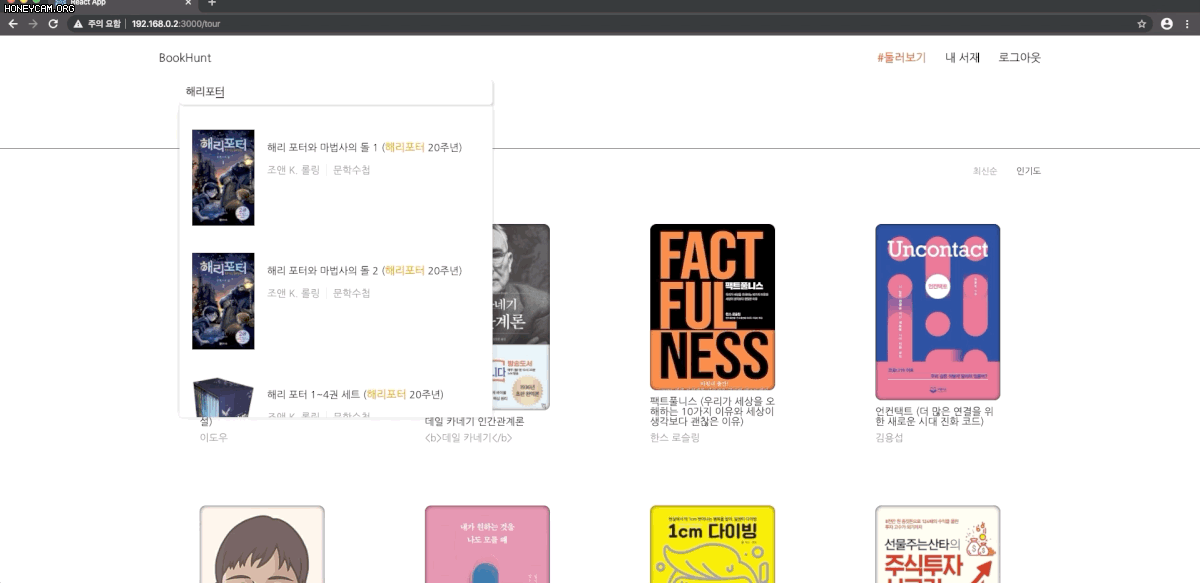 HONEYCAM.ORG
React App
주의 요함 192.168.0.2:3000/tour
BookHunt
#둘러보기 내 서재 로그아웃
해리포터
해리포터
해리 포터와 마법사의 돌 1 (해리포터 20주년)
조앤 K. 롤링 | 문학수첩
해리포터
해리 포터와 마법사의 돌 2 (해리포터 20주년)
조앤 K. 롤링 | 문학수첩
해리 포터 1~4권 세트 (해리포터 20주년)
조앤 K. 롤링 | 문학수첩
최신순 인기도
FACT
FUL
NESS
팩트풀니스
Uncontact
언컨택트
설)
이도우
데일 카네기 인간관계론
<b>데일 카네기</b>
팩트풀니스 (우리가 세상을 오
해하는 10가지 이유와 세상이
생각보다 괜찮은 이유)
한스 로슬링
언컨택트 (더 많은 연결을 위
한 새로운 시대 진화 코드)
김용섭
내가 원하는 것을
나도 모를 때
1cm 다이빙
선물주는산타의
주식투자